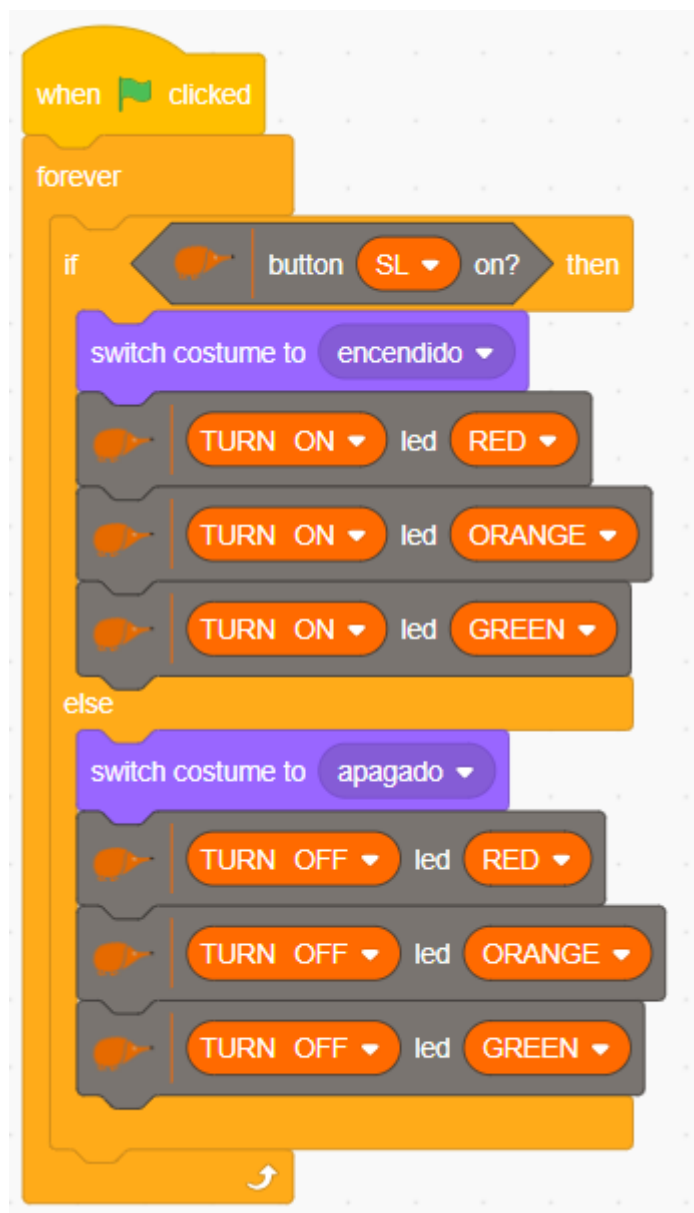 when clicked
forever
if button SL on? then
switch costume to encendido
TURN ON led RED
TURN ON led ORANGE
TURN ON led GREEN
else
switch costume to apagado
TURN OFF led RED
TURN OFF led ORANGE
TURN OFF led GREEN